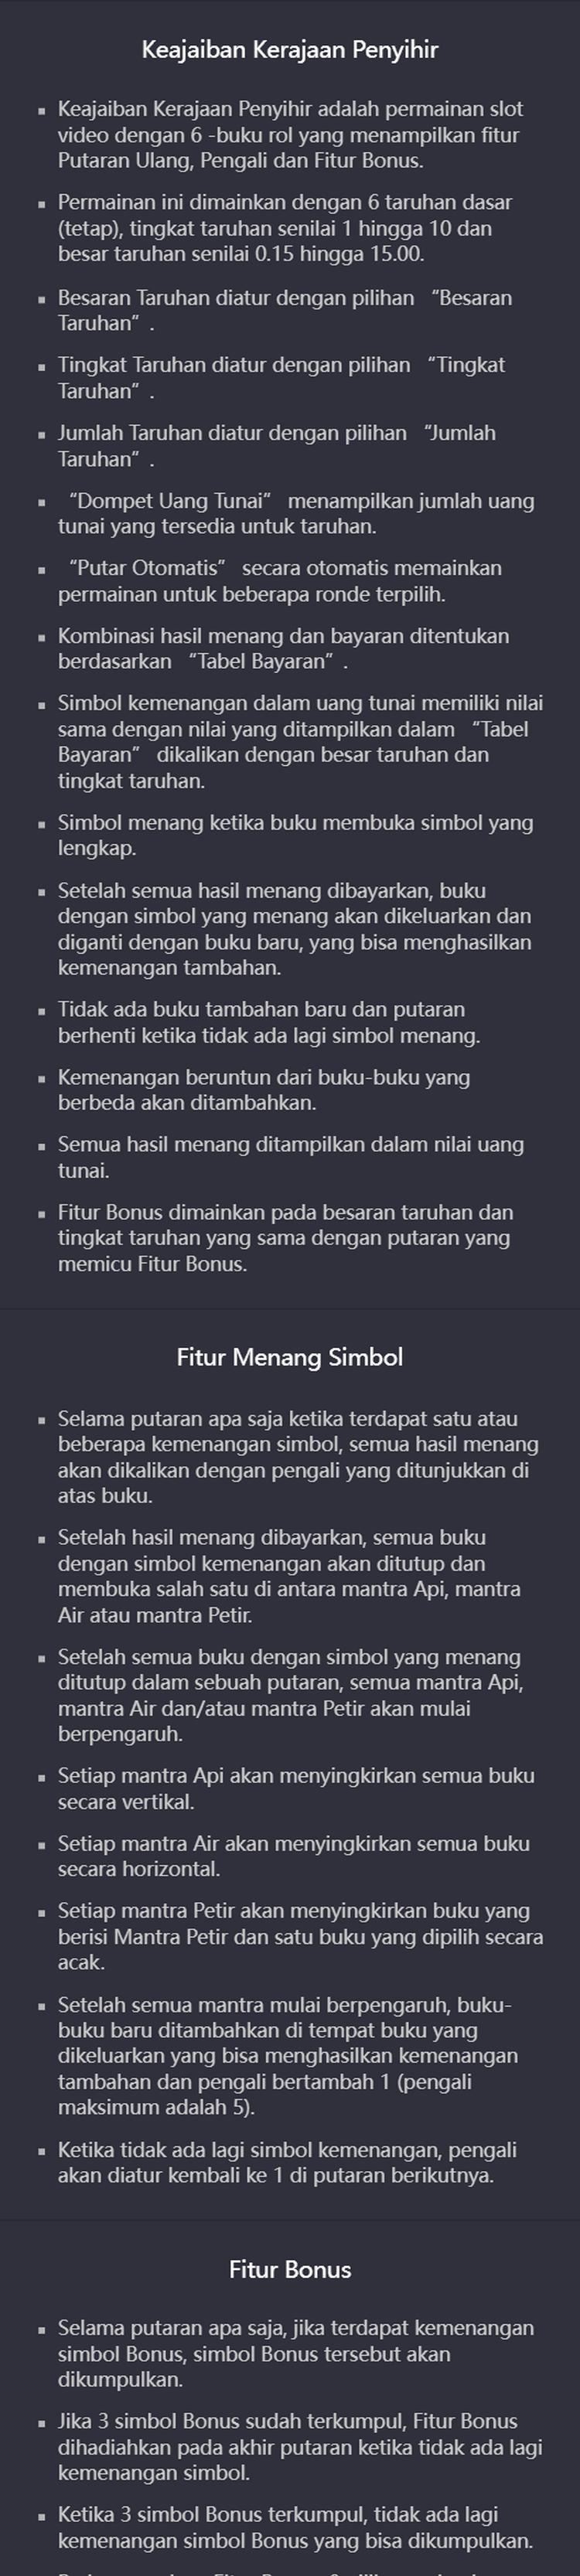 Keajaiban Kerajaan Penyihir
▪ Keajaiban Kerajaan Penyihir adalah permainan slot
video dengan 6 -buku rol yang menampilkan fitur
Putaran Ulang, Pengali dan Fitur Bonus.
▪ Permainan ini dimainkan dengan 6 taruhan dasar
(tetap), tingkat taruhan senilai 1 hingga 10 dan
besar taruhan senilai 0.15 hingga 15.00.
▪ Besaran Taruhan diatur dengan pilihan “Besaran
Taruhan” .
▪ Tingkat Taruhan diatur dengan pilihan “Tingkat
Taruhan” .
▪ Jumlah Taruhan diatur dengan pilihan “Jumlah
Taruhan” .
▪ “Dompet Uang Tunai” menampilkan jumlah uang
tunai yang tersedia untuk taruhan.
▪ “Putar Otomatis” secara otomatis memainkan
permainan untuk beberapa ronde terpilih.
▪ Kombinasi hasil menang dan bayaran ditentukan
berdasarkan “Tabel Bayaran” .
▪ Simbol kemenangan dalam uang tunai memiliki nilai
sama dengan nilai yang ditampilkan dalam “Tabel
Bayaran” dikalikan dengan besar taruhan dan
tingkat taruhan.
▪ Simbol menang ketika buku membuka simbol yang
lengkap.
▪ Setelah semua hasil menang dibayarkan, buku
dengan simbol yang menang akan dikeluarkan dan
diganti dengan buku baru, yang bisa menghasilkan
kemenangan tambahan.
▪ Tidak ada buku tambahan baru dan putaran
berhenti ketika tidak ada lagi simbol menang.
▪ Kemenangan beruntun dari buku-buku yang
berbeda akan ditambahkan.
▪ Semua hasil menang ditampilkan dalam nilai uang
tunai.
▪ Fitur Bonus dimainkan pada besaran taruhan dan
tingkat taruhan yang sama dengan putaran yang
memicu Fitur Bonus.
Fitur Menang Simbol
▪ Selama putaran apa saja ketika terdapat satu atau
beberapa kemenangan simbol, semua hasil menang
akan dikalikan dengan pengali yang ditunjukkan di
atas buku.
▪ Setelah hasil menang dibayarkan, semua buku
dengan simbol kemenangan akan ditutup dan
membuka salah satu di antara mantra Api, mantra
Air atau mantra Petir.
▪ Setelah semua buku dengan simbol yang menang
ditutup dalam sebuah putaran, semua mantra Api,
mantra Air dan/atau mantra Petir akan mulai
berpengaruh.
▪ Setiap mantra Api akan menyingkirkan semua buku
secara vertikal.
▪ Setiap mantra Air akan menyingkirkan semua buku
secara horizontal.
▪ Setiap mantra Petir akan menyingkirkan buku yang
berisi Mantra Petir dan satu buku yang dipilih secara
acak.
▪ Setelah semua mantra mulai berpengaruh, buku-
buku baru ditambahkan di tempat buku yang
dikeluarkan yang bisa menghasilkan kemenangan
tambahan dan pengali bertambah 1 (pengali
maksimum adalah 5).
▪ Ketika tidak ada lagi simbol kemenangan, pengali
akan diatur kembali ke 1 di putaran berikutnya.
Fitur Bonus
▪ Selama putaran apa saja, jika terdapat kemenangan
simbol Bonus, simbol Bonus tersebut akan
dikumpulkan.
▪ Jika 3 simbol Bonus sudah terkumpul, Fitur Bonus
dihadiahkan pada akhir putaran ketika tidak ada lagi
kemenangan simbol.
▪ Ketika 3 simbol Bonus terkumpul, tidak ada lagi
kemenangan simbol Bonus yang bisa dikumpulkan.